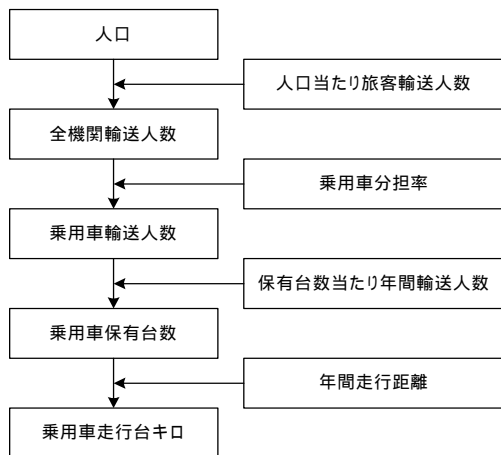 人口
人口当たり旅客輸送人数
全機関輸送人数
乗用車分担率
乗用車輸送人数
保有台数当たり年間輸送人数
乗用車保有台数
年間走行距離
乗用車走行台キロ